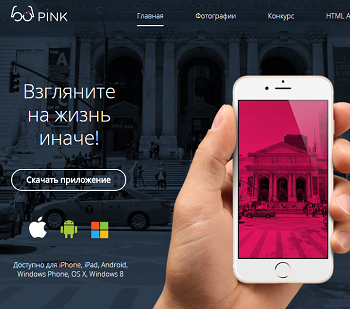 PINK
Главная Фотографии Конкурс HTML A
Взгляните
на жизнь
иначе!
Скачать приложение
Доступно для iPhone, iPad, Android,
Windows Phone, OS X, Windows 8